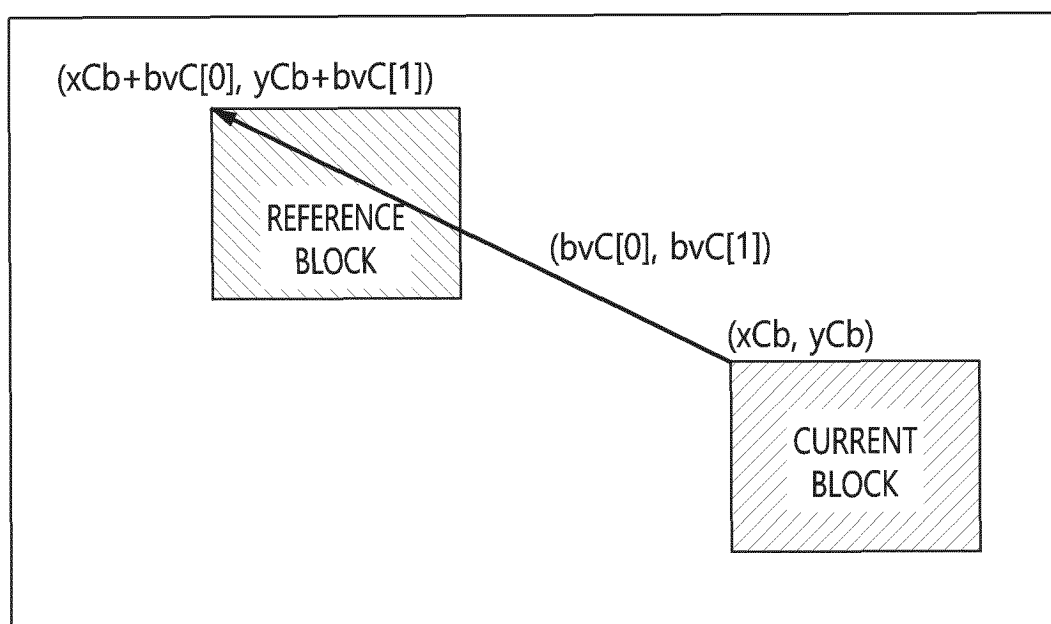 (xCb+bvC[0], yCb+bvC[1])
REFERENCE
BLOCK
(bvC[0], bvC[1])
(xCb, yCb)
CURRENT
BLOCK